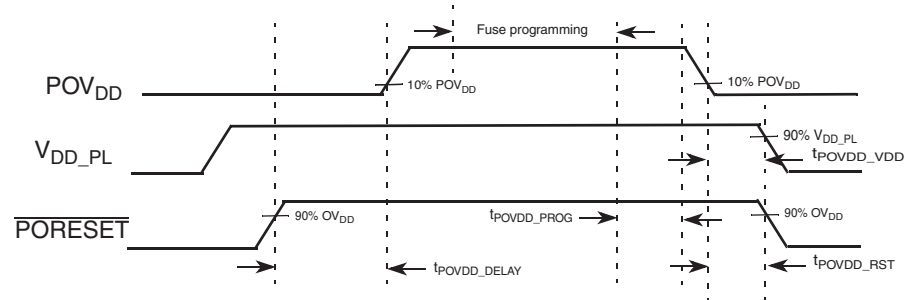 Fuse programming
POV_DD
10% POV_DD
10% POV_DD
V_DD_PL
90% V_DD_PL
t_POVDD_VDD
PORESET
90% OV_DD
t_POVDD_PROG
90% OV_DD
t_POVDD_DELAY
t_POVDD_RST